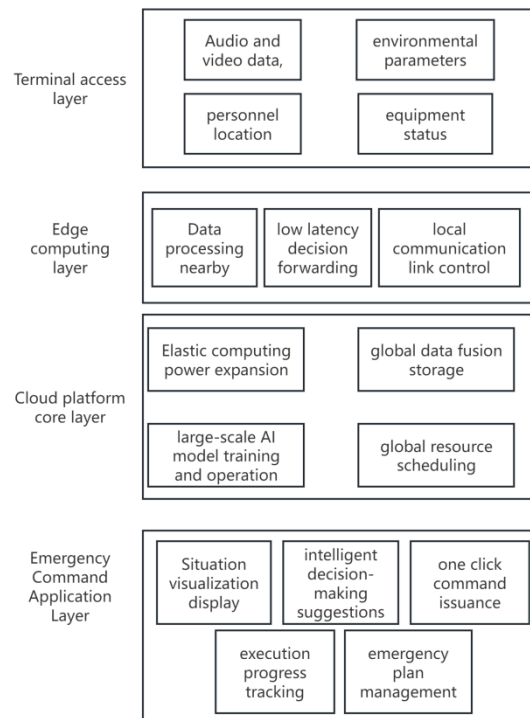 Terminal access
layer
Audio and
video data,
environmental
parameters
personnel
location
equipment
status
Edge
computing
layer
Data
processing
nearby
low latency
decision
forwarding
local
communication
link control
Cloud platform
core layer
Elastic computing
power expansion
global data fusion
storage
large-scale AI
model training
and operation
global resource
scheduling
Emergency
Command
Application
Layer
Situation
visualization
display
intelligent
decision-
making
suggestions
one click
command
issuance
execution
progress
tracking
emergency
plan
management